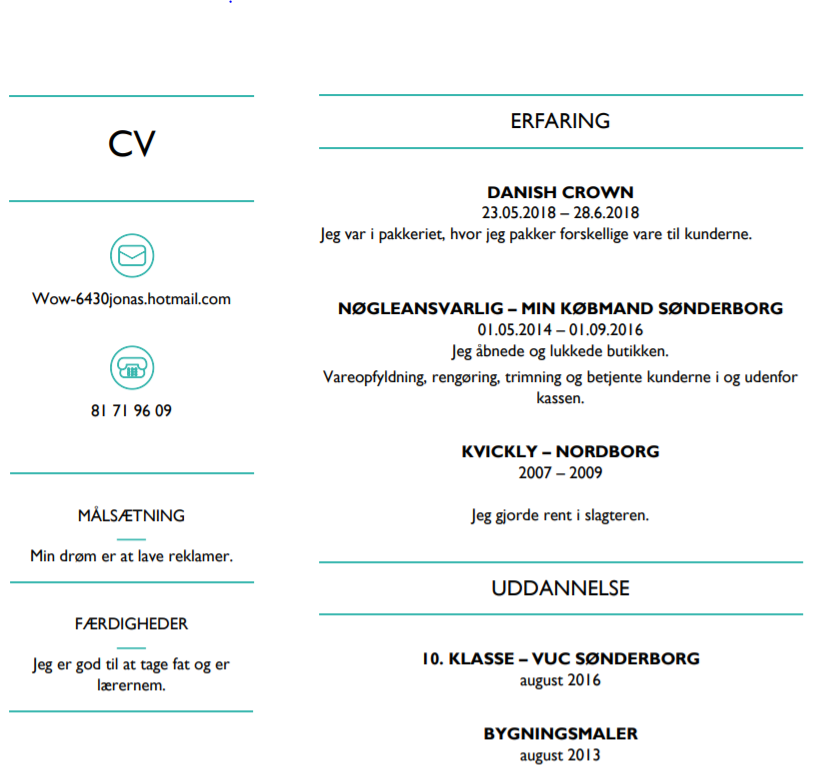 CV
Wow-6430jonas.hotmail.com
81 71 96 09
MÅLSÆTNING
Min drøm er at lave reklamer.
FÆRDIGHEDER
Jeg er god til at tage fat og er
lærernem.
ERFARING
DANISH CROWN
23.05.2018 – 28.6.2018
Jeg var i pakkeriet, hvor jeg pakker forskellige vare til kunderne.
NØGLEANSVARLIG – MIN KØBMAND SØNDERBORG
01.05.2014 – 01.09.2016
Jeg åbnede og lukkede butikken.
Vareopfyldning, rengøring, trimning og betjente kunderne i og udenfor
kassen.
KVICKLY – NORDBORG
2007 – 2009
Jeg gjorde rent i slagteren.
UDDANNELSE
10. KLASSE – VUC SØNDERBORG
august 2016
BYGNINGSMALER
august 2013